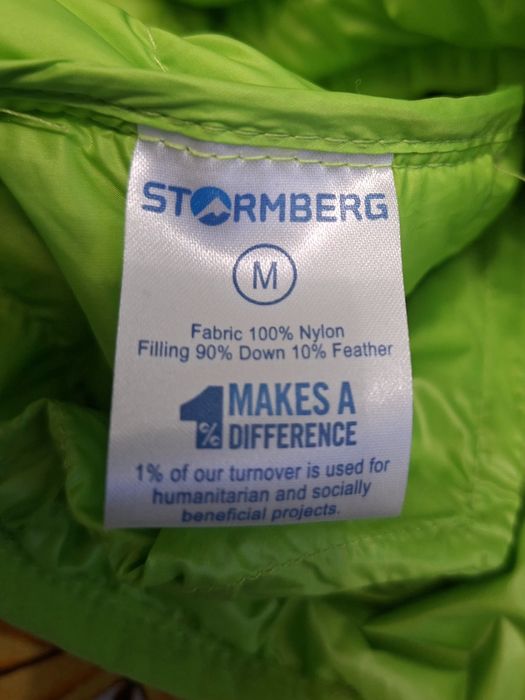 STORMBERG
M
Fabric 100% Nylon
Filling 90% Down 10% Feather
1% MAKES A
DIFFERENCE
1% of our turnover is used for
humanitarian and socially
beneficial projects.